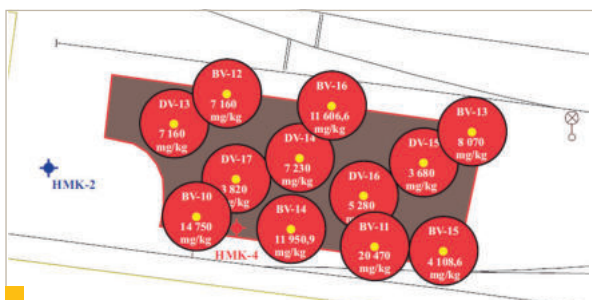 BV-12
7 160
mg/kg
DV-13
7 160
mg/kg
BV-16
11 606,6
mg/kg
BV-13
8 070
mg/kg
DV-14
7 230
mg/kg
DV-15
3 680
mg/kg
DV-17
3 820
mg/kg
DV-16
5 280
mg/kg
BV-10
14 750
mg/kg
BV-14
11 950,9
mg/kg
BV-11
20 470
mg/kg
BV-15
4 108,6
mg/kg
HMK-2
HMK-4